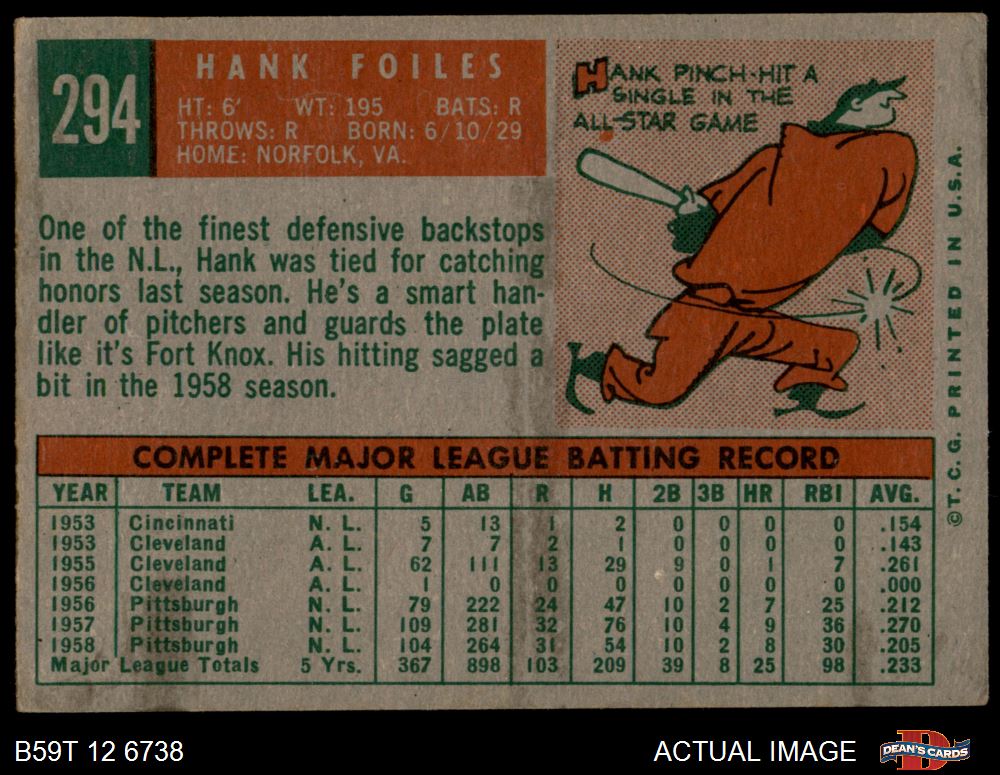 294
HANK FOILES
HT: 6' WT: 195 BATS: R
THROWS: R BORN: 6/10/29
HOME: NORFOLK, VA.
HANK PINCH-HIT A
SINGLE IN THE
ALL-STAR GAME
One of the finest defensive backstops
in the N.L., Hank was tied for catching
honors last season. He's a smart han-
dler of pitchers and guards the plate
like it's Fort Knox. His hitting sagged a
bit in the 1958 season.
COMPLETE MAJOR LEAGUE BATTING RECORD
YEAR TEAM LEA. G AB R H 2B 3B HR RBI AVG.
1953 Cincinnati N. L. 5 13 1 2 0 0 0 0 .154
1953 Cleveland A. L. 7 7 2 1 0 0 0 0 .143
1955 Cleveland A. L. 62 111 13 29 9 0 1 7 .261
1956 Cleveland A. L. 1 0 0 0 0 0 0 0 .000
1956 Pittsburgh N. L. 79 222 24 47 10 2 7 25 .212
1957 Pittsburgh N. L. 109 281 32 76 10 4 9 36 .270
1958 Pittsburgh N. L. 104 264 31 54 10 2 8 30 .205
Major League Totals 5 Yrs. 367 898 103 209 39 8 25 98 .233
©T. C. G. PRINTED IN U.S.A.
B59T 12 6738
ACTUAL IMAGE
D
DEAN'S CARDS